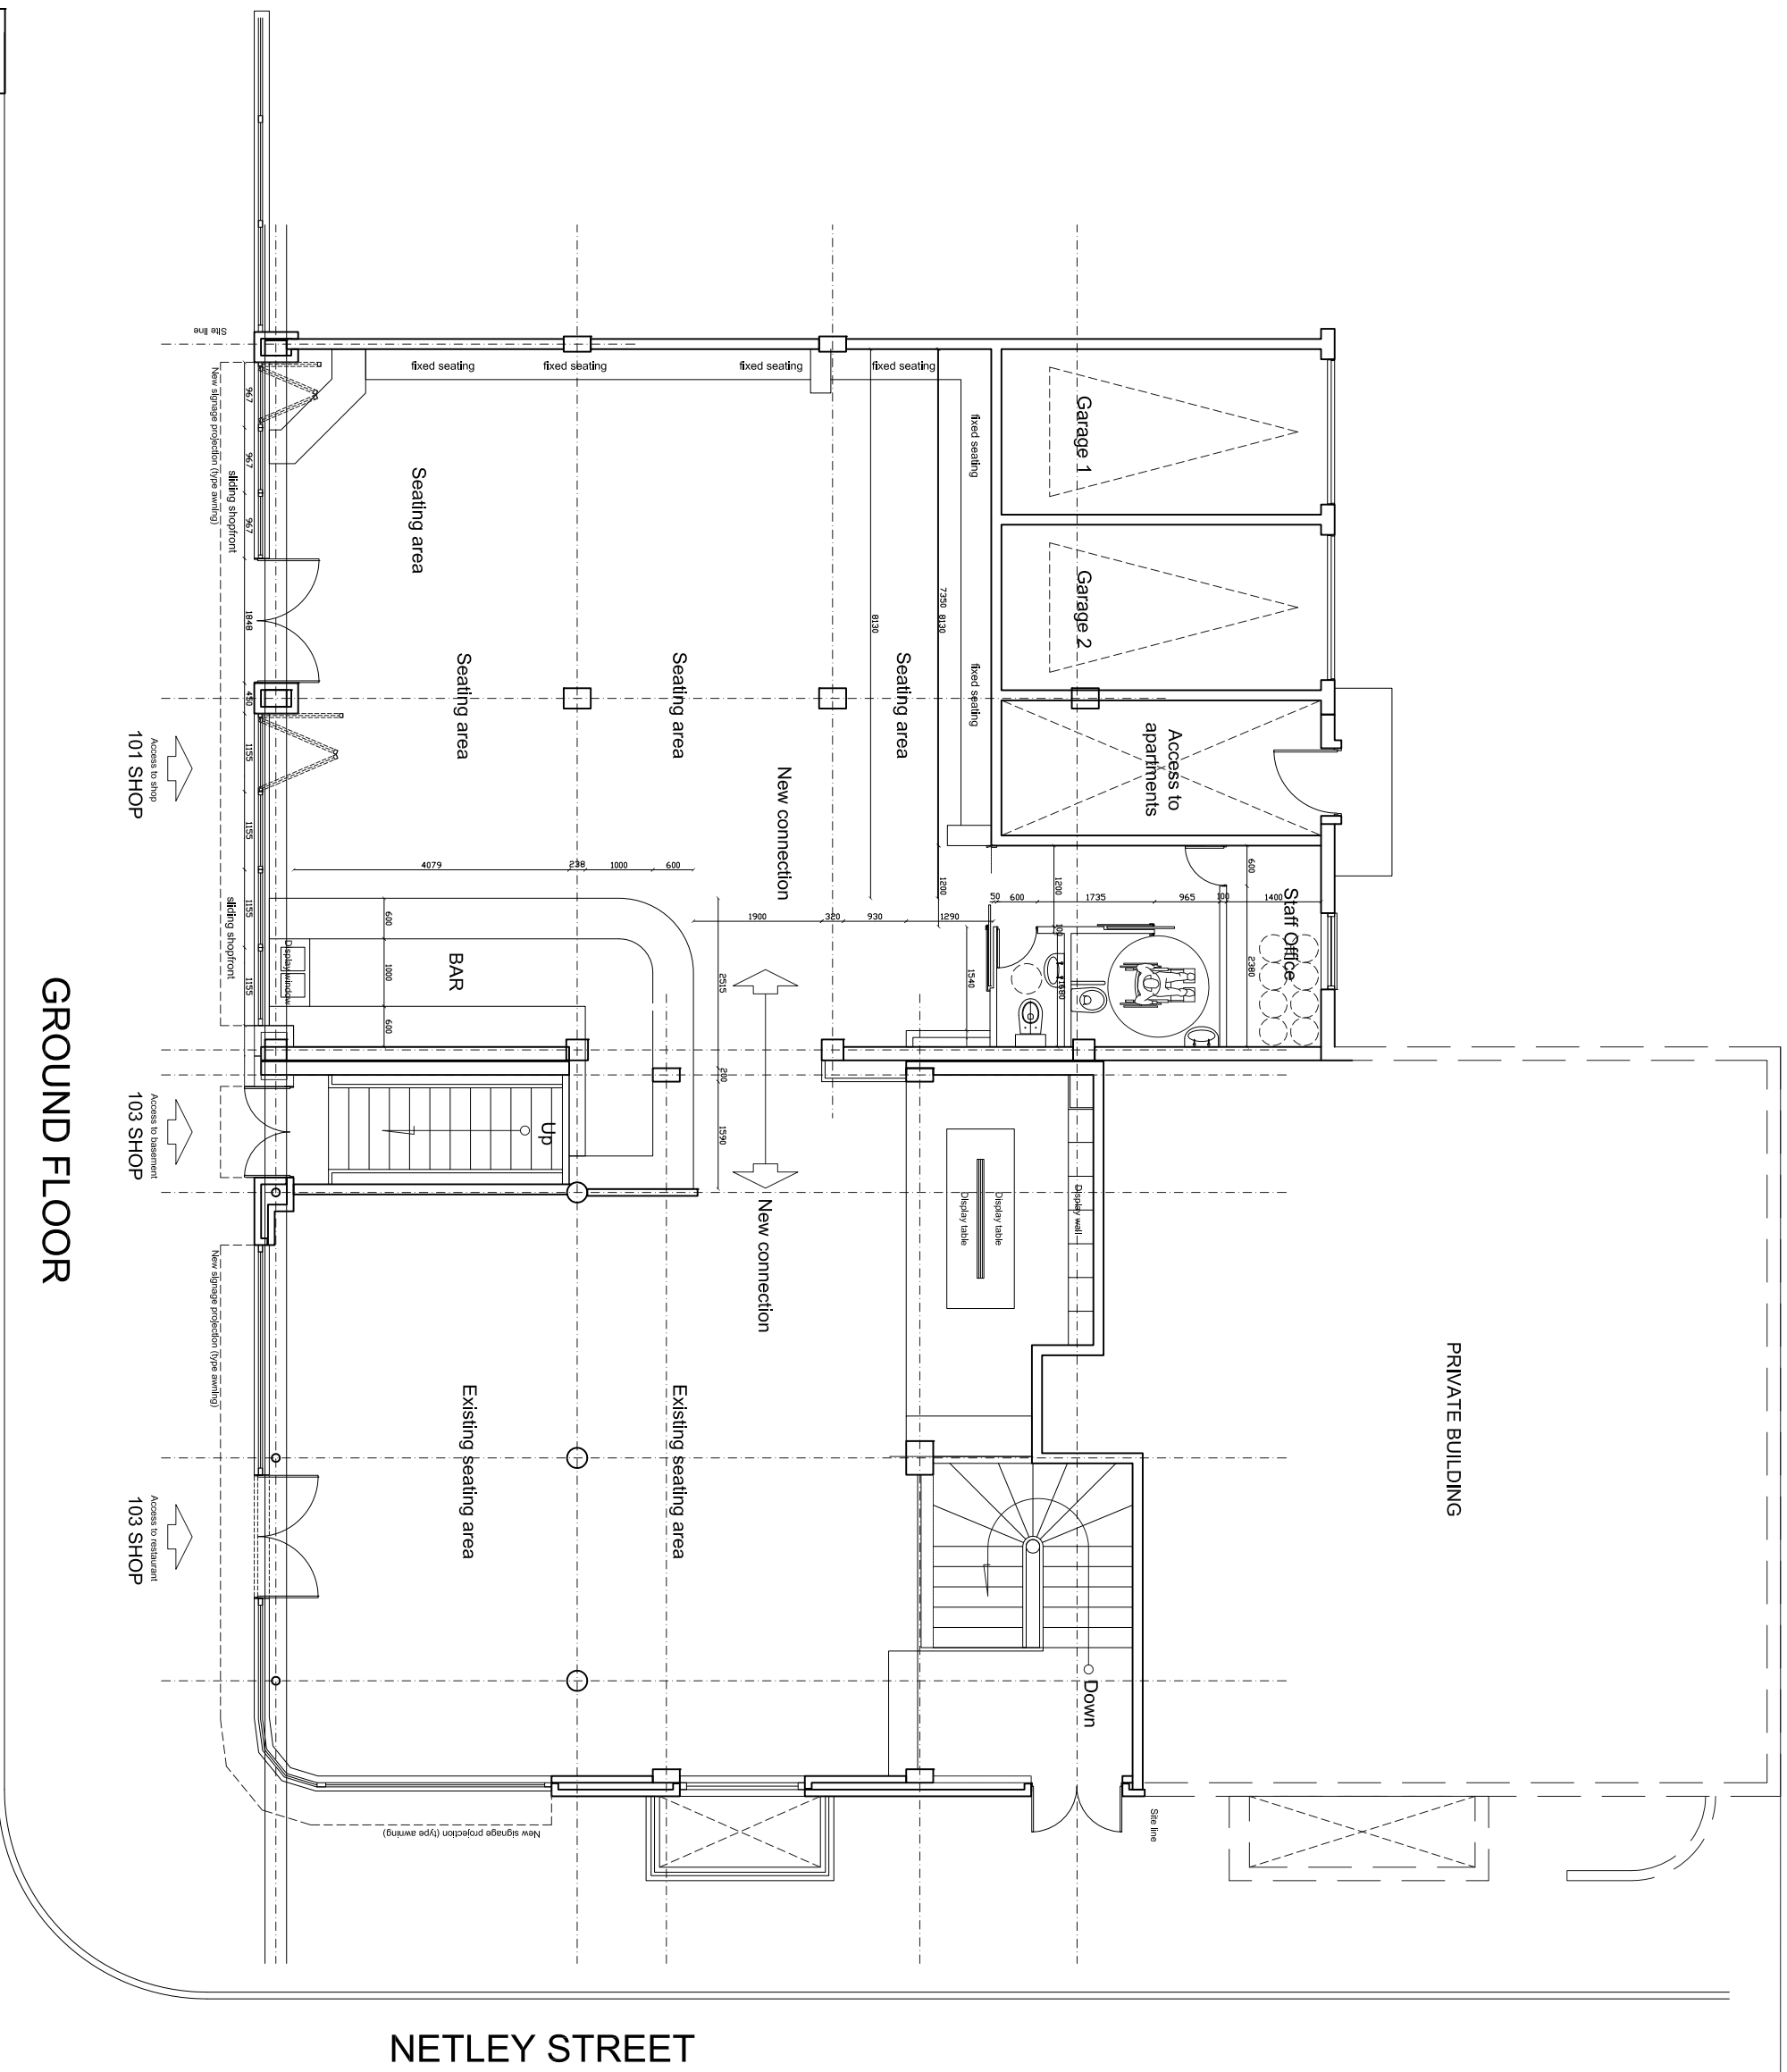 GROUND FLOOR
NETLEY STREET
PRIVATE BUILDING
Site line
New signage projection (type awning)
sliding shopfront
967
967
967
1848
450
1155
1155
1155
1155
sliding shopfront
Access to shop
101 SHOP
Access to basement
103 SHOP
Access to restaurant
103 SHOP
New signage projection (type awning)
New signage projection (type awning)
Site line
fixed seating
fixed seating
fixed seating
fixed seating
fixed seating
fixed seating
Garage 1
Garage 2
Access to
apartments
Staff Office
Seating area
Seating area
Seating area
Seating area
7350
8130
8130
New connection
New connection
4079
238
1000
600
1900
320
930
1290
50
600
1735
965
100
1400
600
2380
1200
1200
100
1680
1540
600
1000
600
2515
200
1590
BAR
Display window
Up
Display table
Display table
Display wall
Existing seating area
Existing seating area
Down